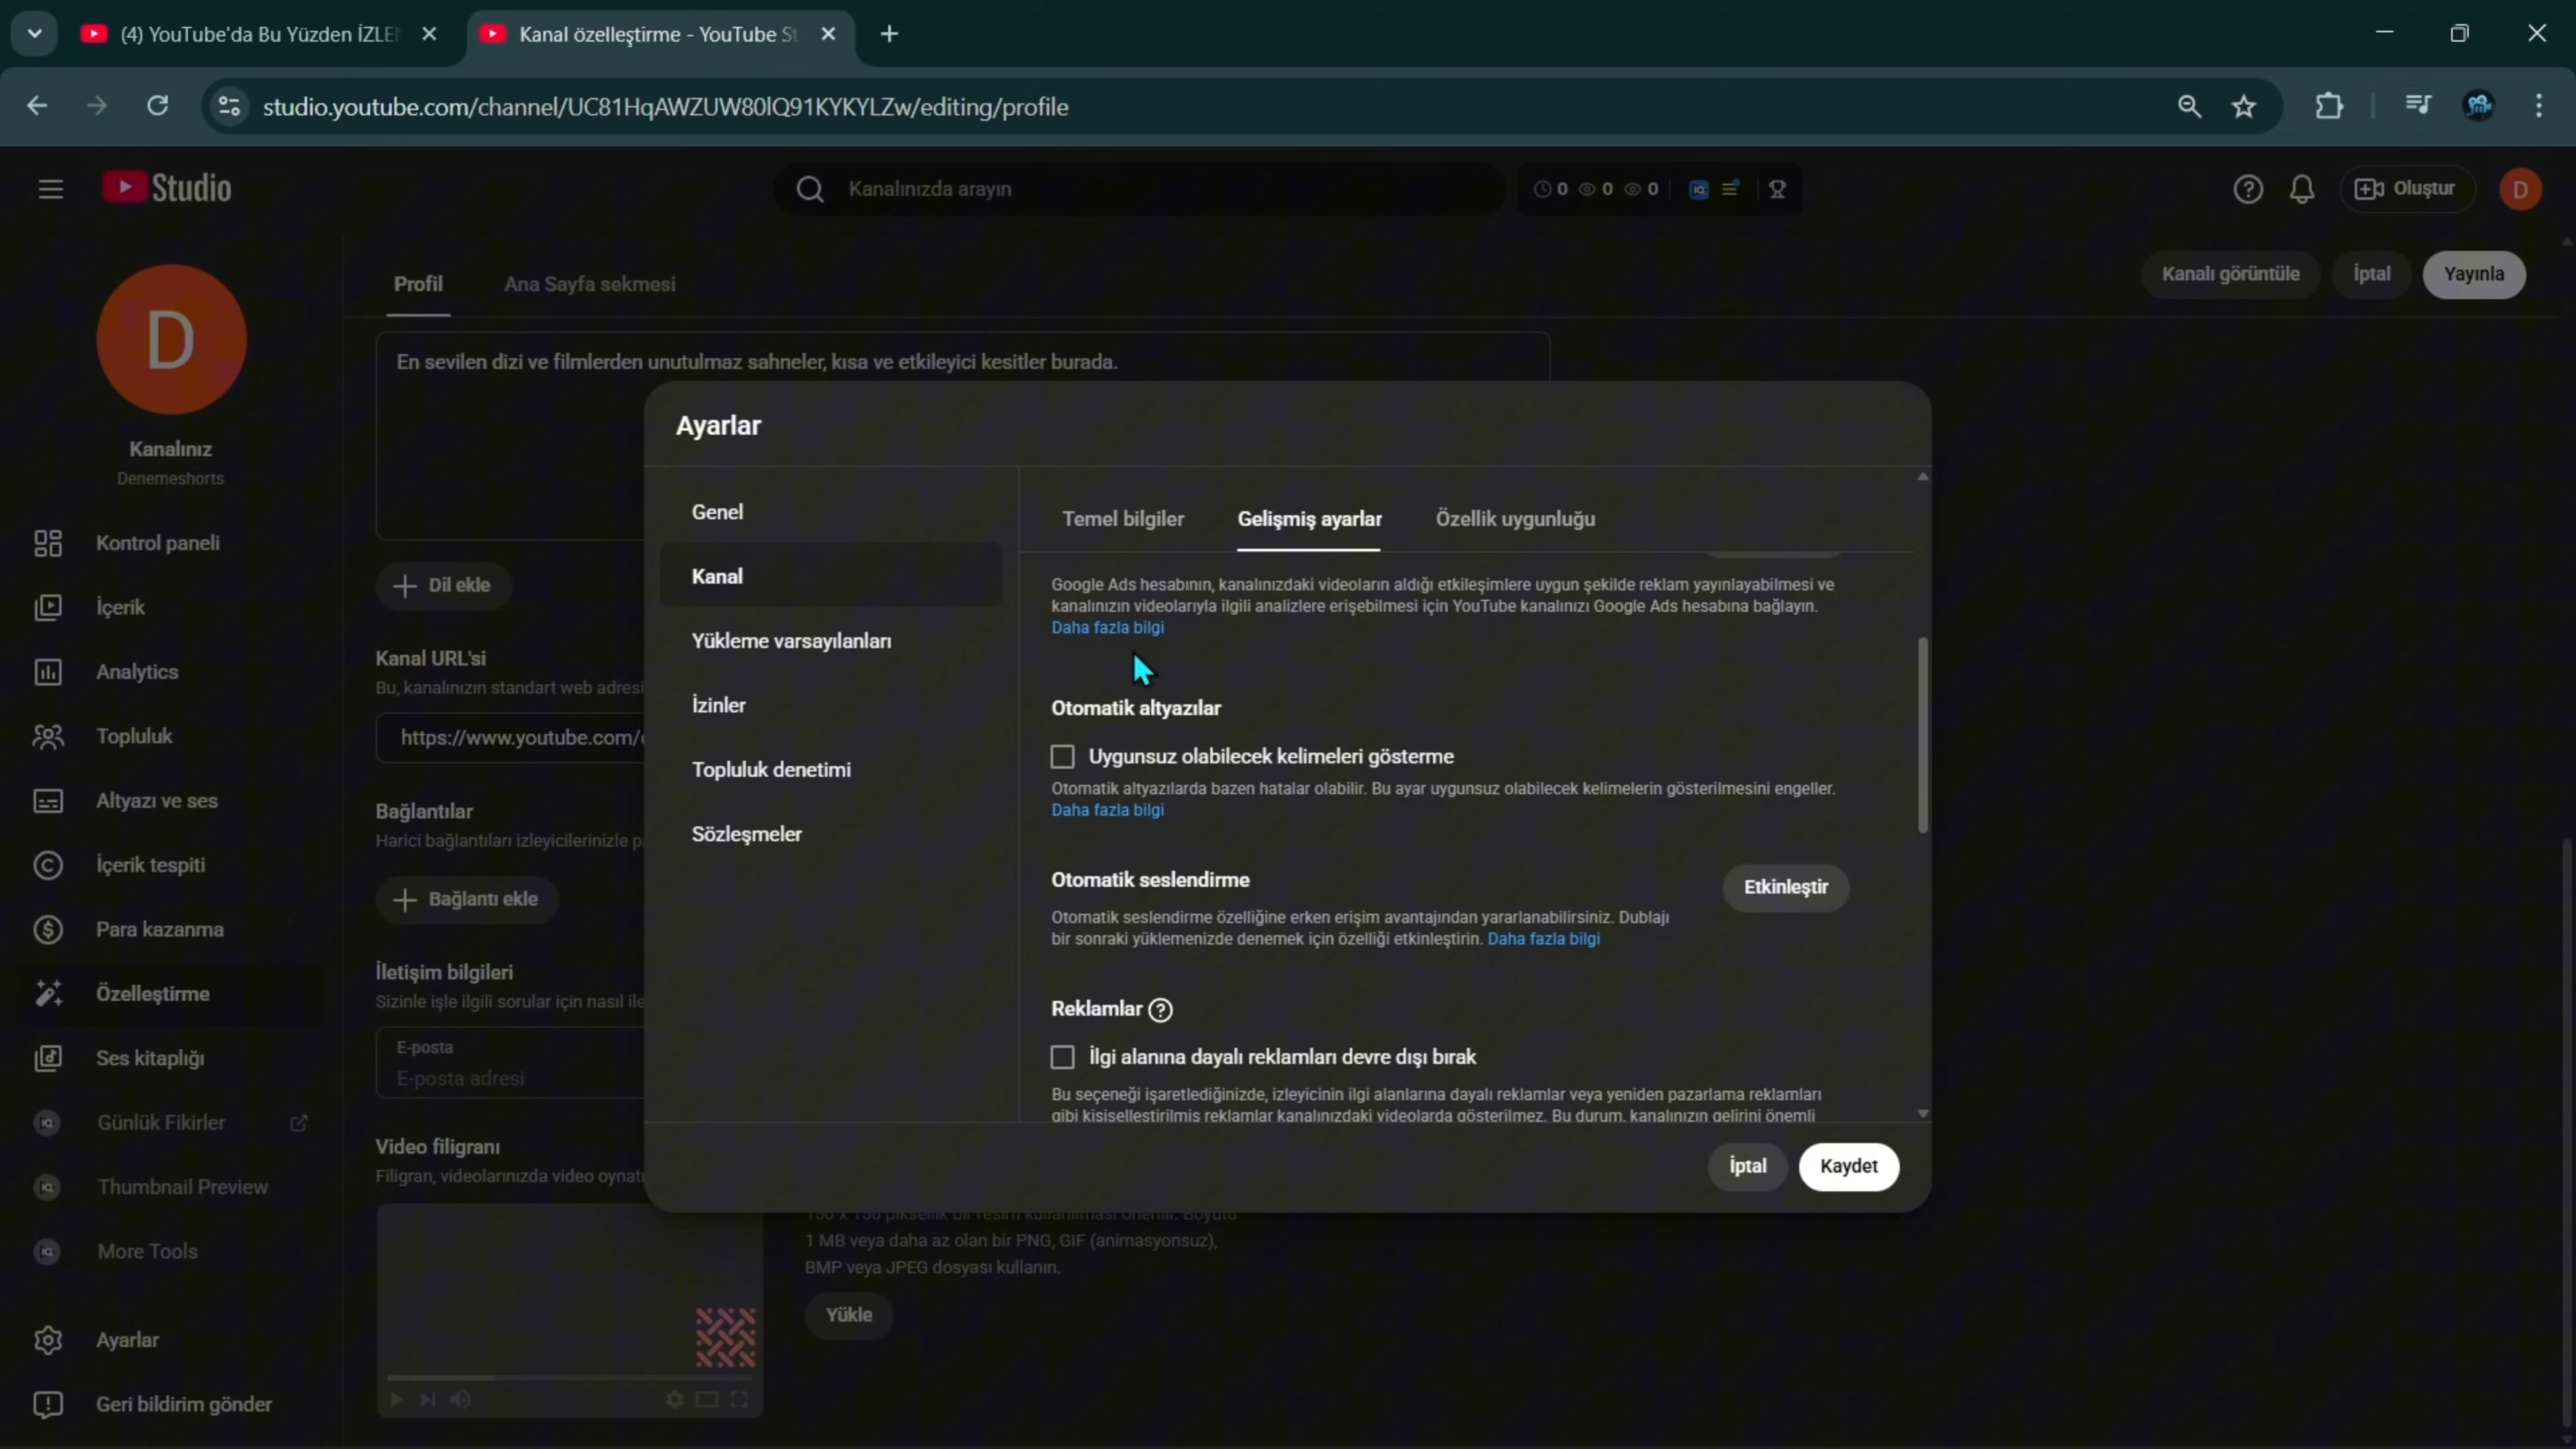 (4) YouTube'da Bu Yüzden İZLEN
Kanal özelleştirme - YouTube St
studio.youtube.com/channel/UC81HqAWZUW80lQ91KYKYLZw/editing/profile
Studio
Kanalınızda arayın
0 0 0
Oluştur
D
Profil
Ana Sayfa sekmesi
Kanalı görüntüle
İptal
Yayınla
D
Kanalınız
Denemeshorts
Kontrol paneli
İçerik
Analytics
Topluluk
Altyazı ve ses
İçerik tespiti
Para kazanma
Özelleştirme
Ses kitaplığı
Günlük Fikirler
Thumbnail Preview
More Tools
Ayarlar
Geri bildirim gönder
En sevilen dizi ve filmlerden unutulmaz sahneler, kısa ve etkileyici kesitler burada.
Dil ekle
Kanal URL'si
Bu, kanalınızın standart web adresi
https://www.youtube.com/
Bağlantılar
Harici bağlantıları izleyicilerinizle
Bağlantı ekle
İletişim bilgileri
Sizinle işle ilgili sorular için nasıl
E-posta
E-posta adresi
Video filigranı
Filigran, videolarınızda video
150 x 150 piksellik bir resim kullanılması önerilir. Boyutu
1 MB veya daha az olan bir PNG, GIF (animasyonsuz),
BMP veya JPEG dosyası kullanın.
Yükle
Ayarlar
Genel
Kanal
Yükleme varsayılanları
İzinler
Topluluk denetimi
Sözleşmeler
Temel bilgiler
Gelişmiş ayarlar
Özellik uygunluğu
Google Ads hesabının, kanalınızdaki videoların aldığı etkileşimlere uygun şekilde reklam yayınlayabilmesi ve
kanalınızın videolarıyla ilgili analizlere erişebilmesi için YouTube kanalınızı Google Ads hesabına bağlayın.
Daha fazla bilgi
Otomatik altyazılar
Uygunsuz olabilecek kelimeleri gösterme
Otomatik altyazılarda bazen hatalar olabilir. Bu ayar uygunsuz olabilecek kelimelerin gösterilmesini engeller.
Daha fazla bilgi
Otomatik seslendirme
Etkinleştir
Otomatik seslendirme özelliğine erken erişim avantajından yararlanabilirsiniz. Dublajı
bir sonraki yüklemenizde denemek için özelliği etkinleştirin. Daha fazla bilgi
Reklamlar
İlgi alanına dayalı reklamları devre dışı bırak
Bu seçeneği işaretlediğinizde, izleyicinin ilgi alanlarına dayalı reklamlar veya yeniden pazarlama reklamları
gibi kişiselleştirilmiş reklamlar kanalınızdaki videolarda gösterilmez. Bu durum, kanalınızın gelirini önemli
İptal
Kaydet